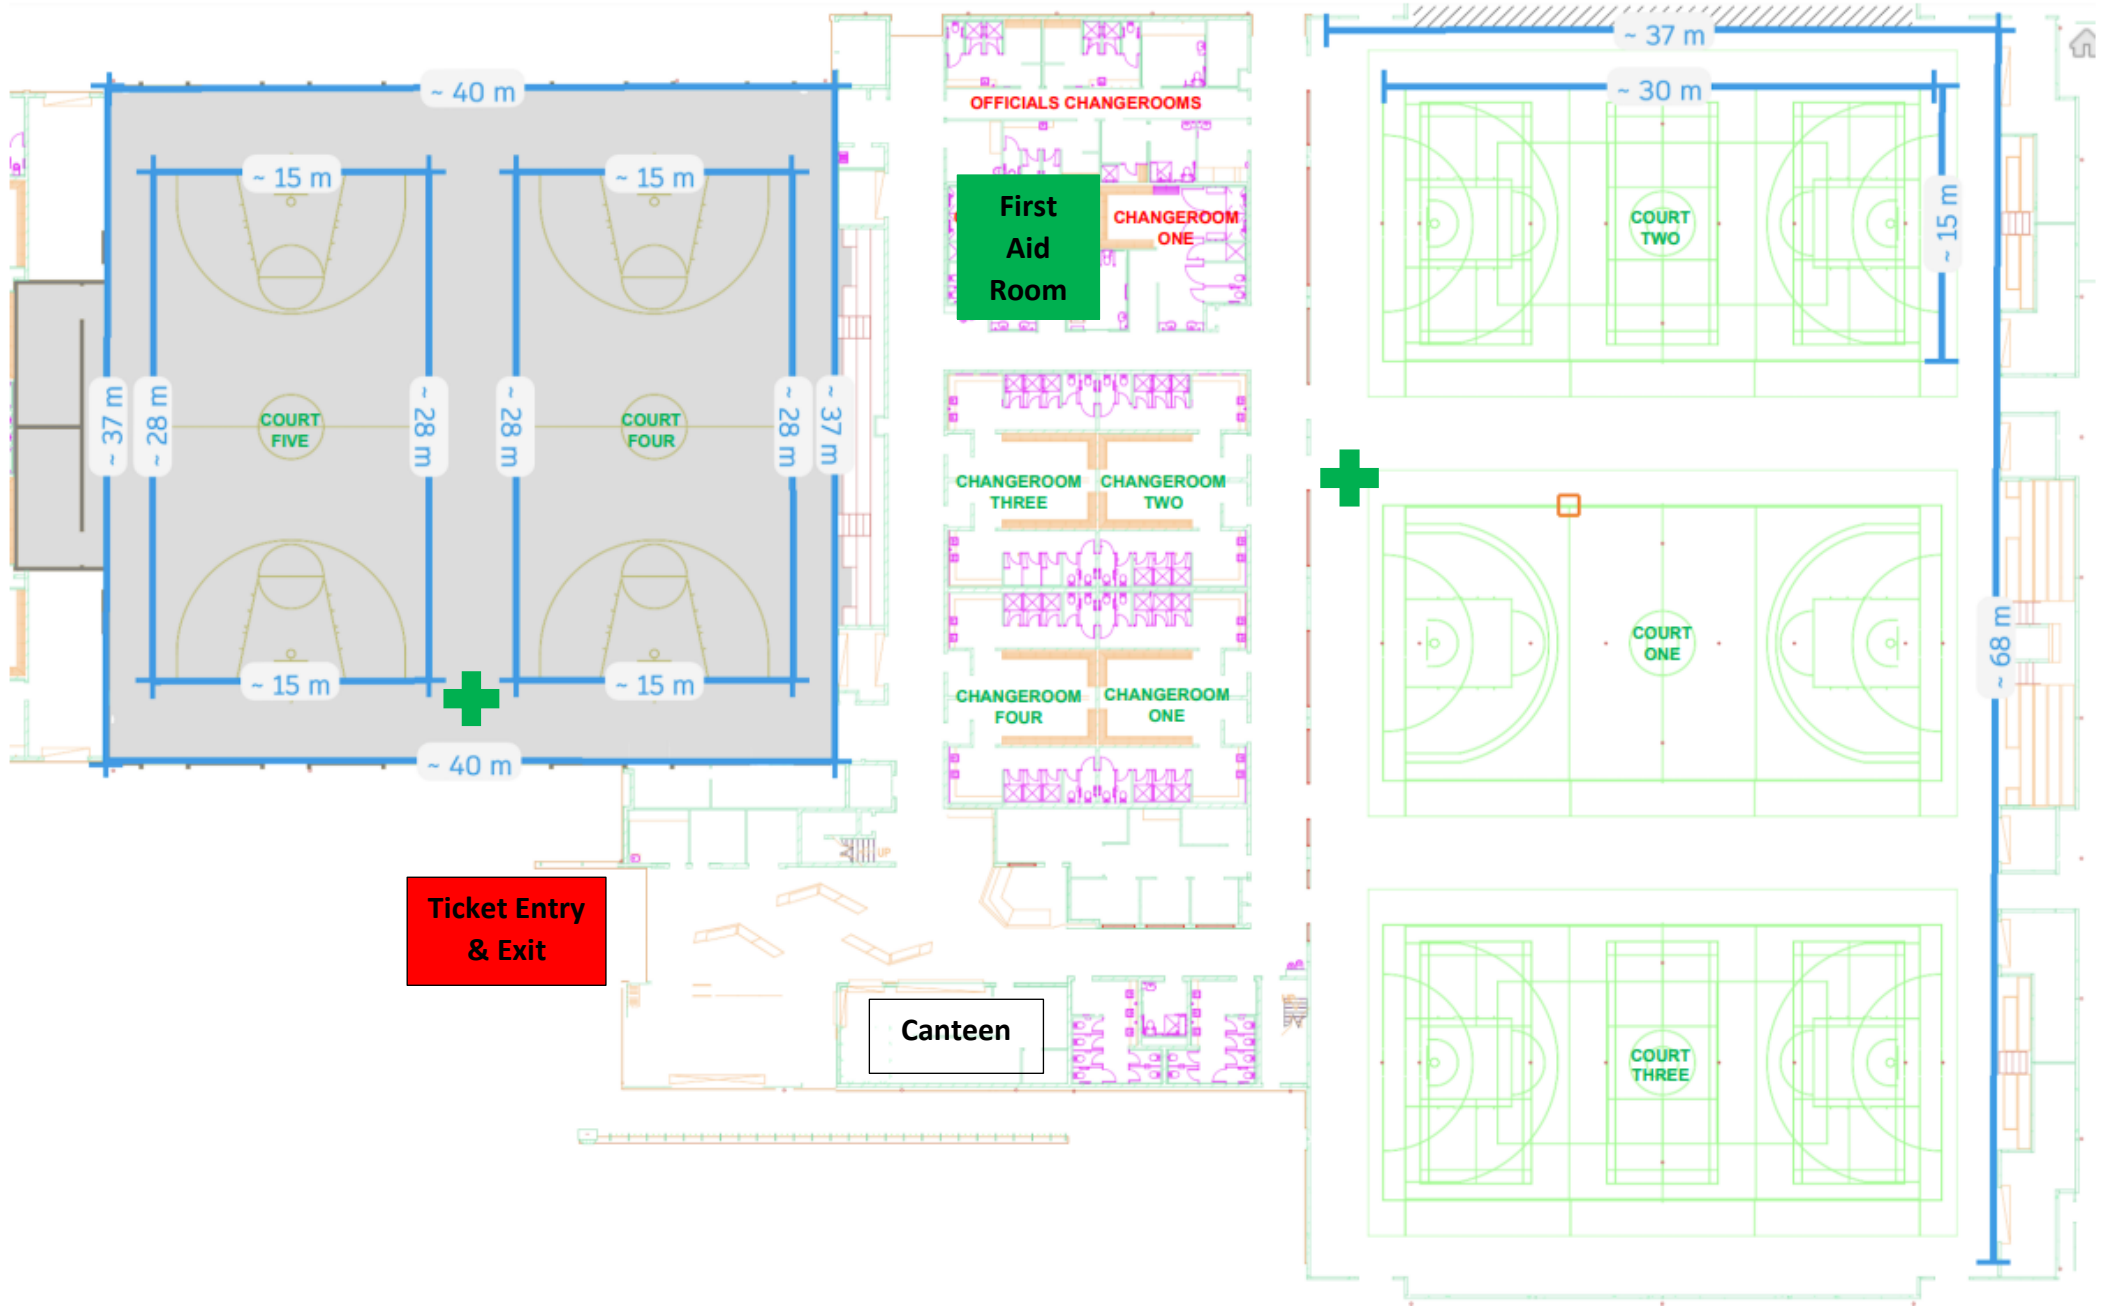 ~ 37 m
~ 40 m
~ 30 m
OFFICIALS CHANGEROOMS
~ 15 m
~ 15 m
~ 15 m
First
Aid
Room
CHANGEROOM
ONE
COURT
TWO
~ 37 m
~ 28 m
COURT
FIVE
~ 28 m
~ 28 m
COURT
FOUR
~ 28 m
~ 37 m
CHANGEROOM
THREE
CHANGEROOM
TWO
COURT
ONE
~ 68 m
~ 15 m
~ 15 m
CHANGEROOM
FOUR
CHANGEROOM
ONE
~ 40 m
UP
Ticket Entry
& Exit
Canteen
COURT
THREE